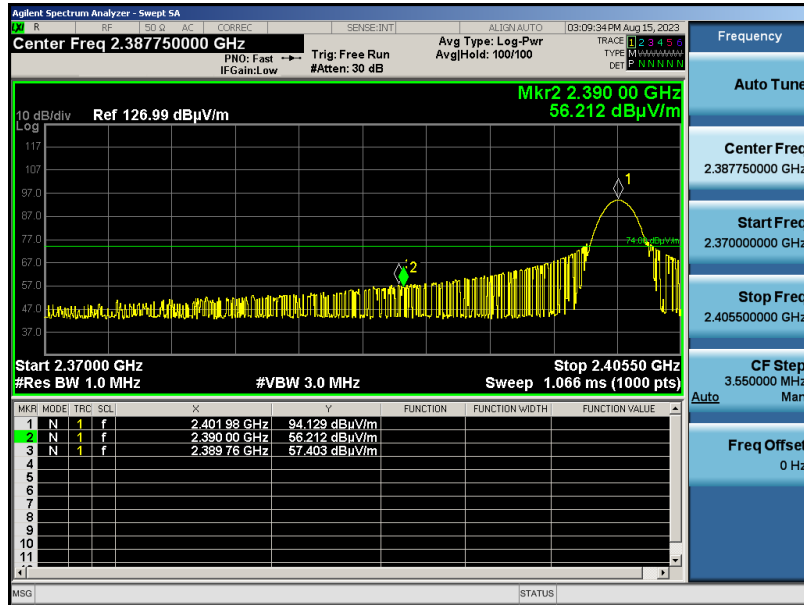 Agilent Spectrum Analyzer - Swept SA
LXI R RF 50 Ω AC CORREC SENSE:INT ALIGN AUTO 03:09:34 PM Aug 15, 2023
Center Freq 2.387750000 GHz
PNO: Fast
IFGain:Low
Trig: Free Run
#Atten: 30 dB
Avg Type: Log-Pwr
Avg|Hold: 100/100
TRACE 1 2 3 4 5 6
TYPE M
DET P N N N N N
Mkr2 2.390 00 GHz
56.212 dBµV/m
10 dB/div Ref 126.99 dBµV/m
Log
117
107
97.0
87.0
77.0
67.0
57.0
47.0
37.0
1
2
74.00 dBµV/m
Start 2.37000 GHz Stop 2.40550 GHz
#Res BW 1.0 MHz #VBW 3.0 MHz Sweep 1.066 ms (1000 pts)
MKR MODE TRC SCL X Y FUNCTION FUNCTION WIDTH FUNCTION VALUE
1 N 1 f 2.401 98 GHz 94.129 dBµV/m
2 N 1 f 2.390 00 GHz 56.212 dBµV/m
3 N 1 f 2.389 76 GHz 57.403 dBµV/m
4
5
6
7
8
9
10
11
MSG STATUS
Frequency
Auto Tune
Center Freq
2.387750000 GHz
Start Freq
2.370000000 GHz
Stop Freq
2.405500000 GHz
CF Step
3.550000 MHz
Auto Man
Freq Offset
0 Hz